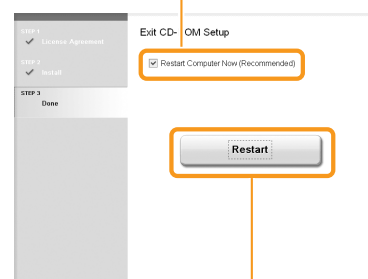 STEP 1
License Agreement
STEP 2
Install
STEP 3
Done
Exit CD- OM Setup
Restart Computer Now (Recommended)
Restart